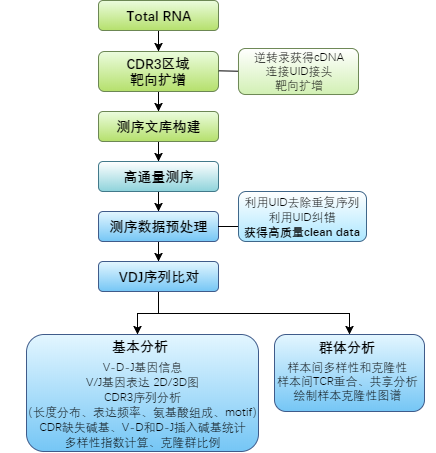 Total RNA
CDR3区域
靶向扩增
逆转录获得cDNA
连接UID接头
靶向扩增
测序文库构建
高通量测序
测序数据预处理
利用UID去除重复序列
利用UID纠错
获得高质量clean data
VDJ序列比对
基本分析
V-D-J基因信息
V/J基因表达 2D/3D图
CDR3序列分析
(长度分布、表达频率、氨基酸组成、motif)
CDR缺失碱基、V-D和D-J插入碱基统计
多样性指数计算、克隆群比例
群体分析
样本间多样性和克隆性
样本间TCR重合、共享分析
绘制样本克隆性图谱